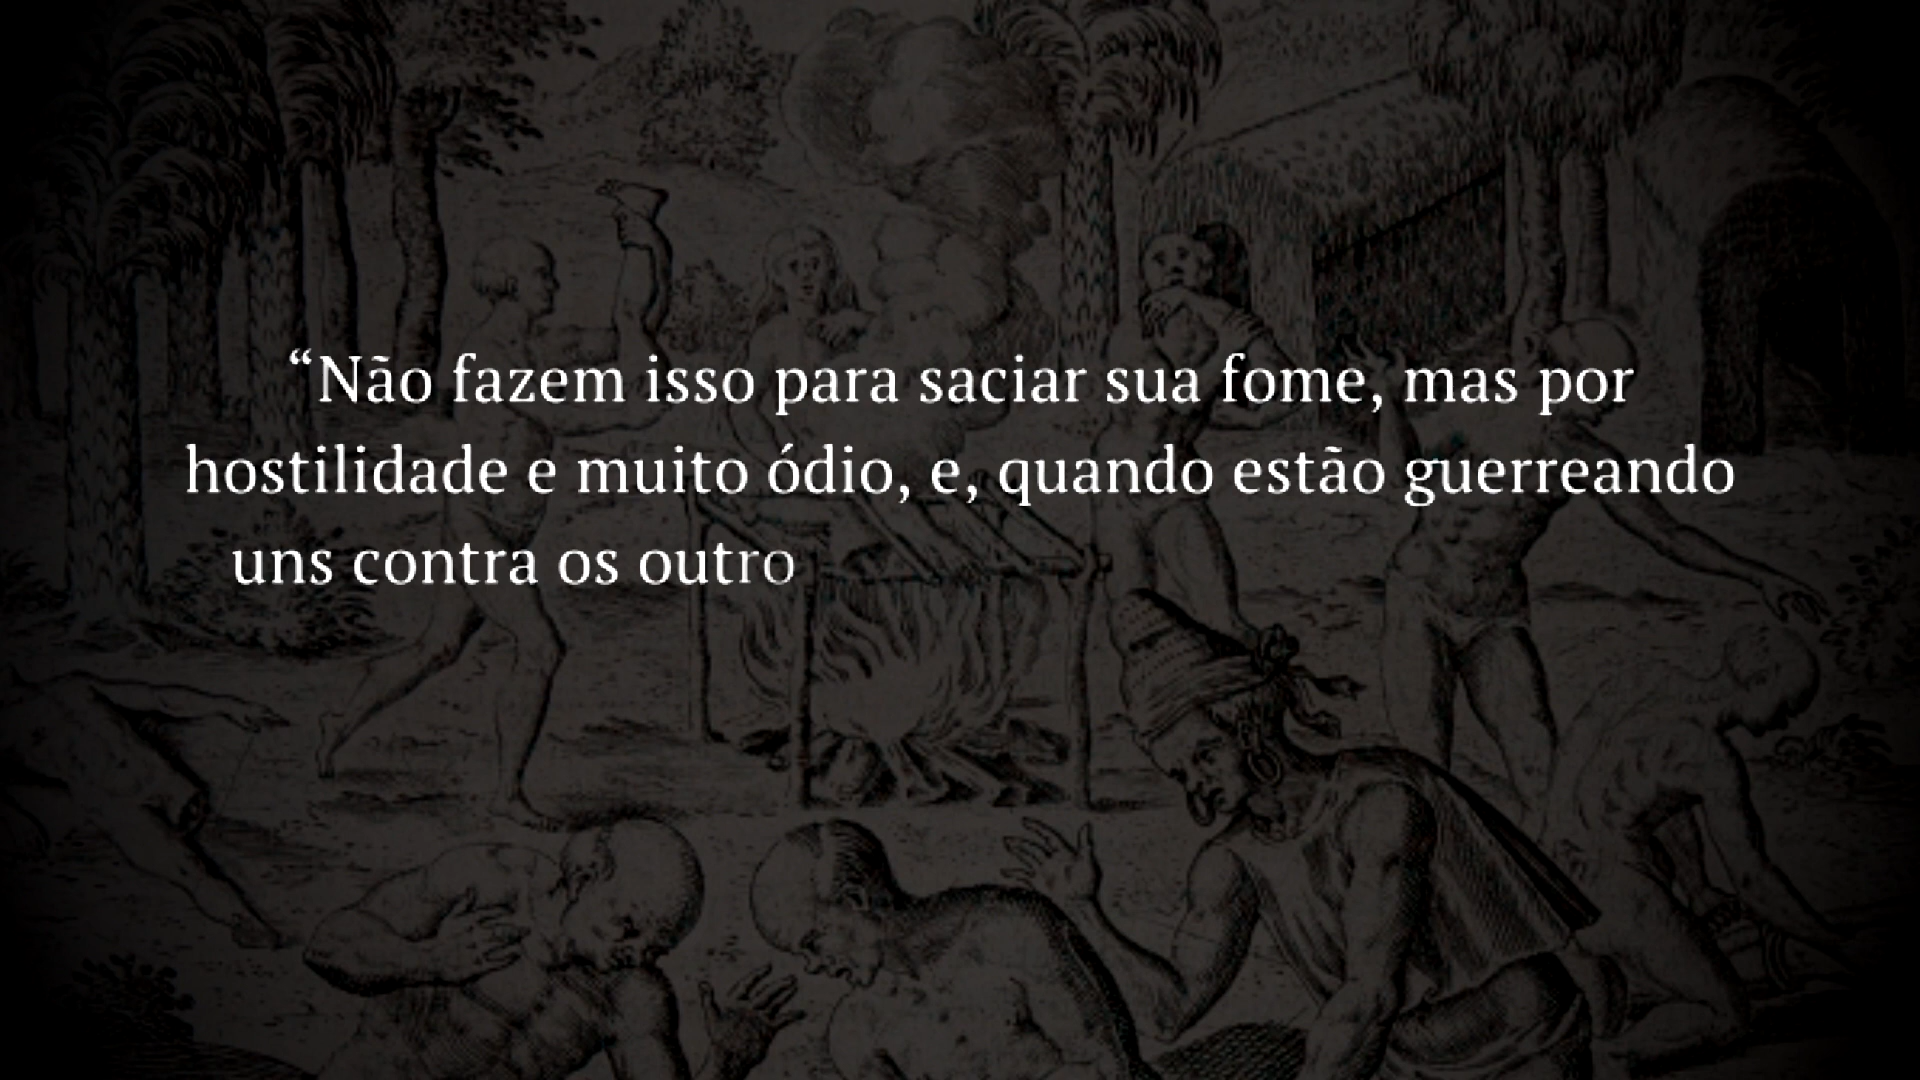 “Não fazem isso para saciar sua fome, mas por
hostilidade e muito ódio, e, quando estão guerreando
uns contra os outro